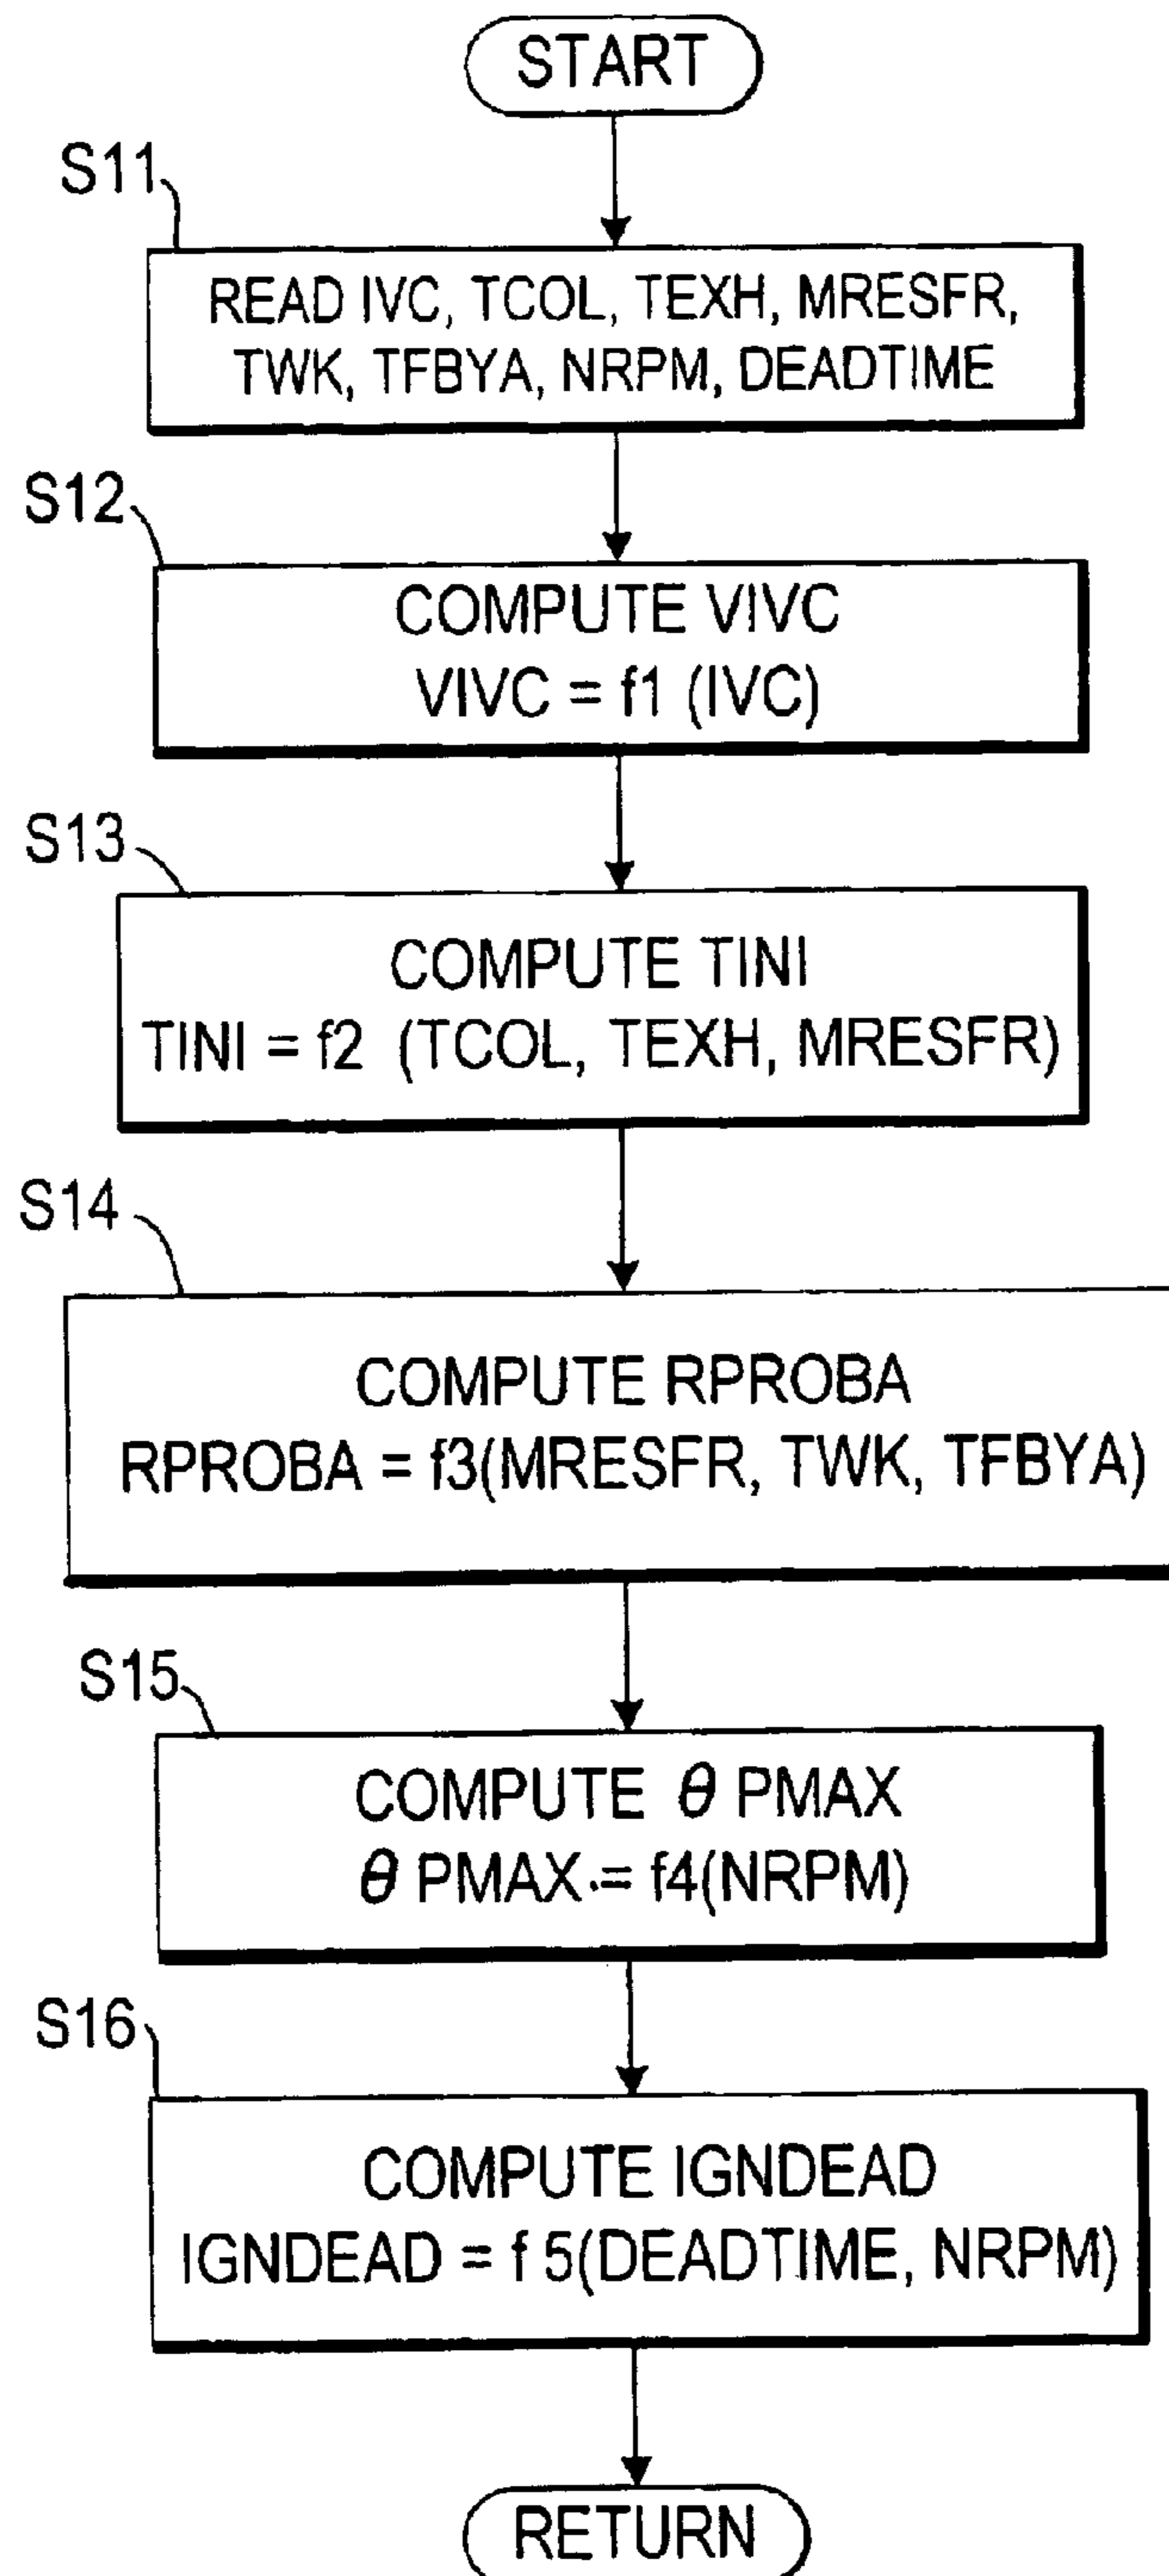 START
S11
READ IVC, TCOL, TEXH, MRESFR,
TWK, TFBYA, NRPM, DEADTIME
S12
COMPUTE VIVC
VIVC = f1 (IVC)
S13
COMPUTE TINI
TINI = f2 (TCOL, TEXH, MRESFR)
S14
COMPUTE RPROBA
RPROBA = f3(MRESFR, TWK, TFBYA)
S15
COMPUTE θ PMAX
θ PMAX = f4(NRPM)
S16
COMPUTE IGNDEAD
IGNDEAD = f 5(DEADTIME, NRPM)
RETURN